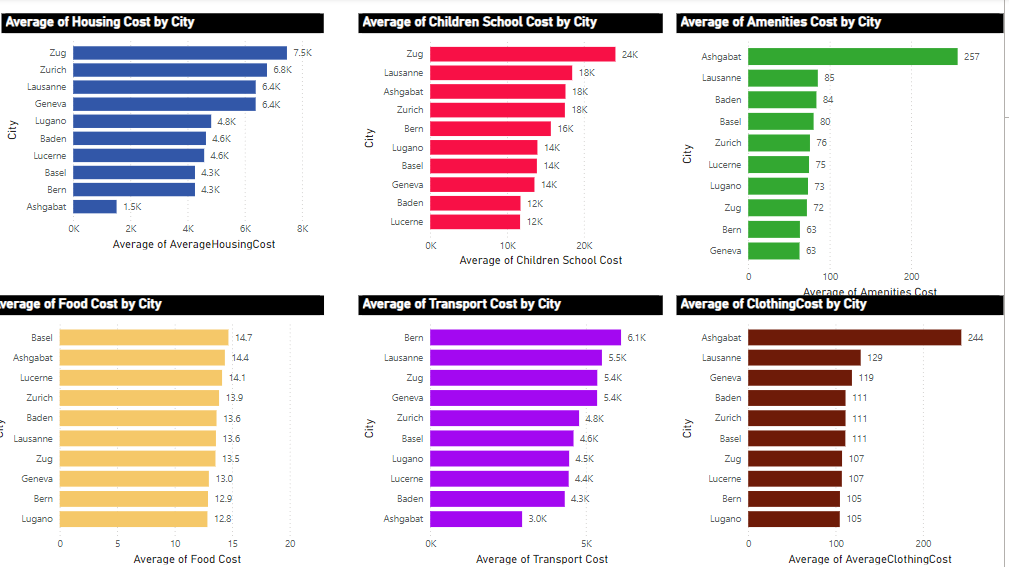 Average of Housing Cost by City
City
Zug 7.5K
Zurich 6.8K
Lausanne 6.4K
Geneva 6.4K
Lugano 4.8K
Baden 4.6K
Lucerne 4.6K
Basel 4.3K
Bern 4.3K
Ashgabat 1.5K
0K 2K 4K 6K 8K
Average of AverageHousingCost
Average of Children School Cost by City
City
Zug 24K
Lausanne 18K
Ashgabat 18K
Zurich 18K
Bern 16K
Lugano 14K
Basel 14K
Geneva 14K
Baden 12K
Lucerne 12K
0K 10K 20K
Average of Children School Cost
Average of Amenities Cost by City
City
Ashgabat 257
Lausanne 85
Baden 84
Basel 80
Zurich 76
Lucerne 75
Lugano 73
Zug 72
Bern 63
Geneva 63
0 100 200
Average of Amenities Cost
verage of Food Cost by City
City
Basel 14.7
Ashgabat 14.4
Lucerne 14.1
Zurich 13.9
Baden 13.6
Lausanne 13.6
Zug 13.5
Geneva 13.0
Bern 12.9
Lugano 12.8
0 5 10 15 20
Average of Food Cost
Average of Transport Cost by City
City
Bern 6.1K
Lausanne 5.5K
Zug 5.4K
Geneva 5.4K
Zurich 4.8K
Basel 4.6K
Lugano 4.5K
Lucerne 4.4K
Baden 4.3K
Ashgabat 3.0K
0K 5K
Average of Transport Cost
Average of ClothingCost by City
City
Ashgabat 244
Lausanne 129
Geneva 119
Baden 111
Zurich 111
Basel 111
Zug 107
Lucerne 107
Bern 105
Lugano 105
0 100 200
Average of AverageClothingCost